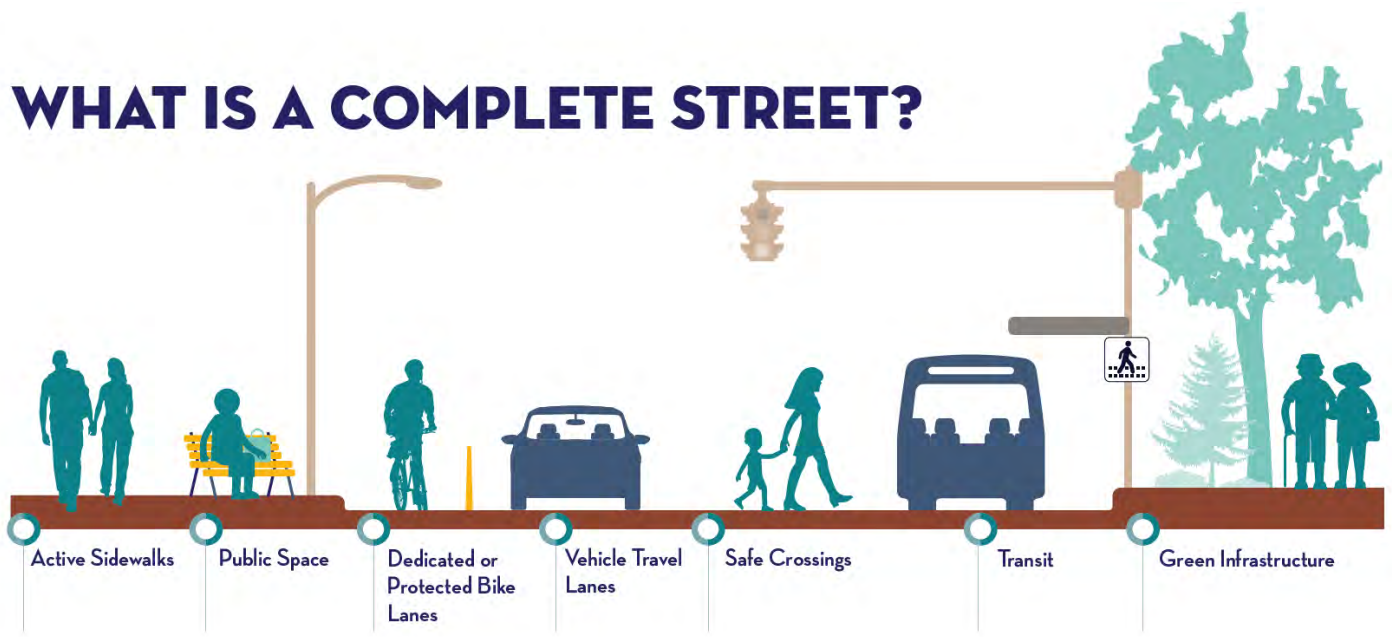 WHAT IS A COMPLETE STREET?
Active Sidewalks
Public Space
Dedicated or
Protected Bike
Lanes
Vehicle Travel
Lanes
Safe Crossings
Transit
Green Infrastructure